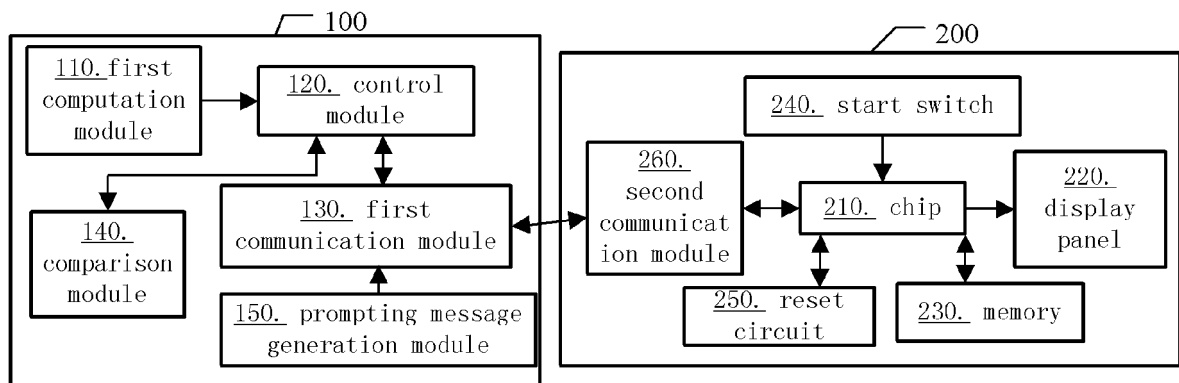 100
110. first
computation
module
120. control
module
130. first
communication module
140.
comparison
module
150. prompting message
generation module
200
240. start switch
260.
second
communicat
ion module
210. chip
220.
display
panel
250. reset
circuit
230. memory